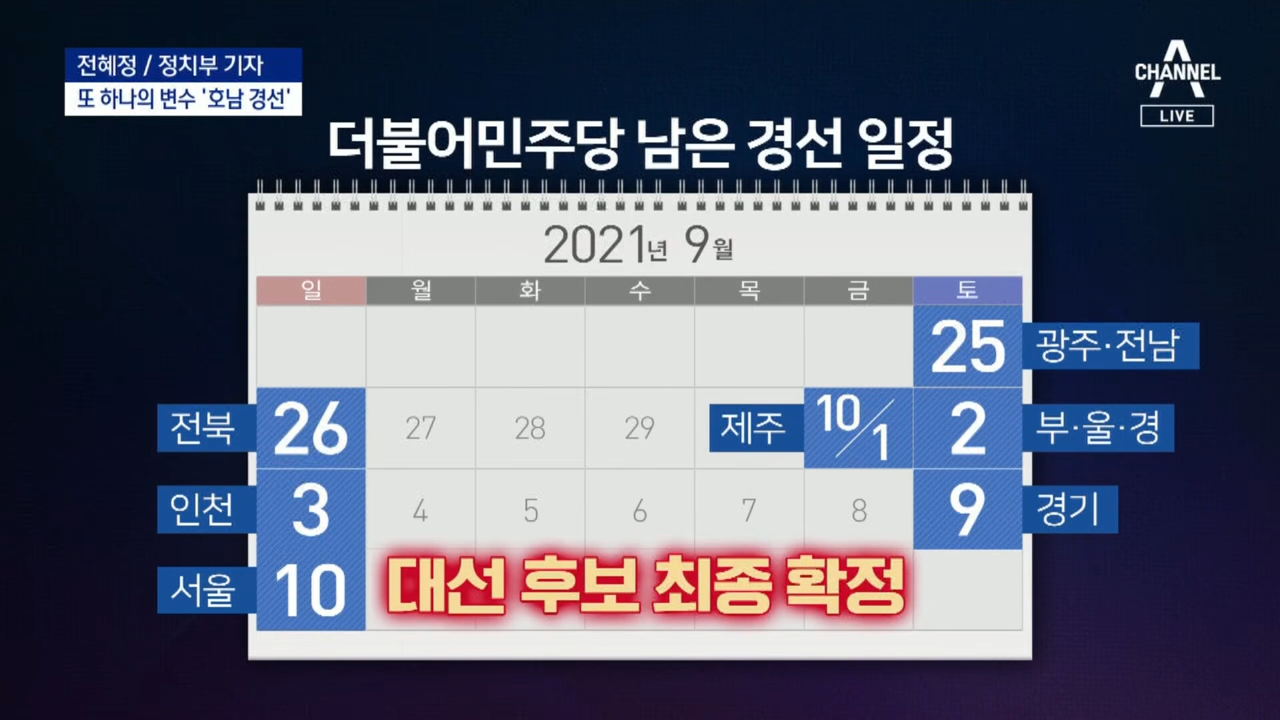 전혜정 / 정치부 기자
또 하나의 변수 '호남 경선'
CHANNEL A
LIVE
더불어민주당 남은 경선 일정
2021년 9월
일 월 화 수 목 금 토
25 광주·전남
전북 26 27 28 29 제주 10/1 2 부·울·경
인천 3 4 5 6 7 8 9 경기
서울 10 대선 후보 최종 확정